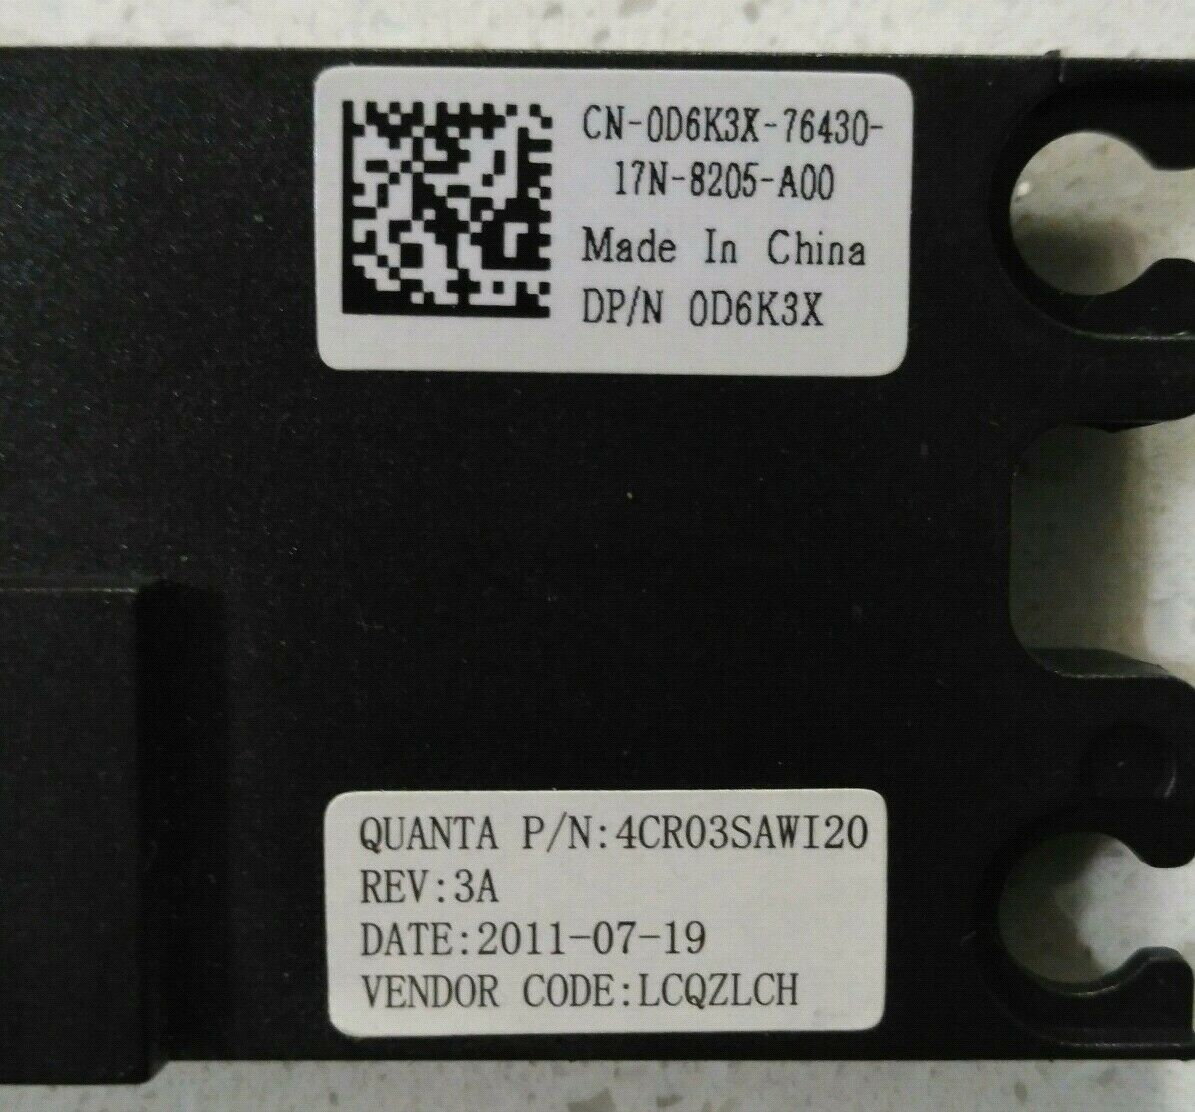 CN-0D6K3X-76430-
17N-8205-A00
Made In China
DP/N 0D6K3X
QUANTA P/N:4CR03SAWI20
REV:3A
DATE:2011-07-19
VENDOR CODE:LCQZLCH